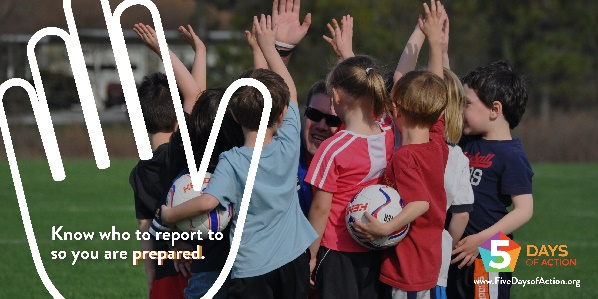 Know who to report to
so you are prepared.
5 DAYS
OF ACTION
www.FiveDaysofAction.org